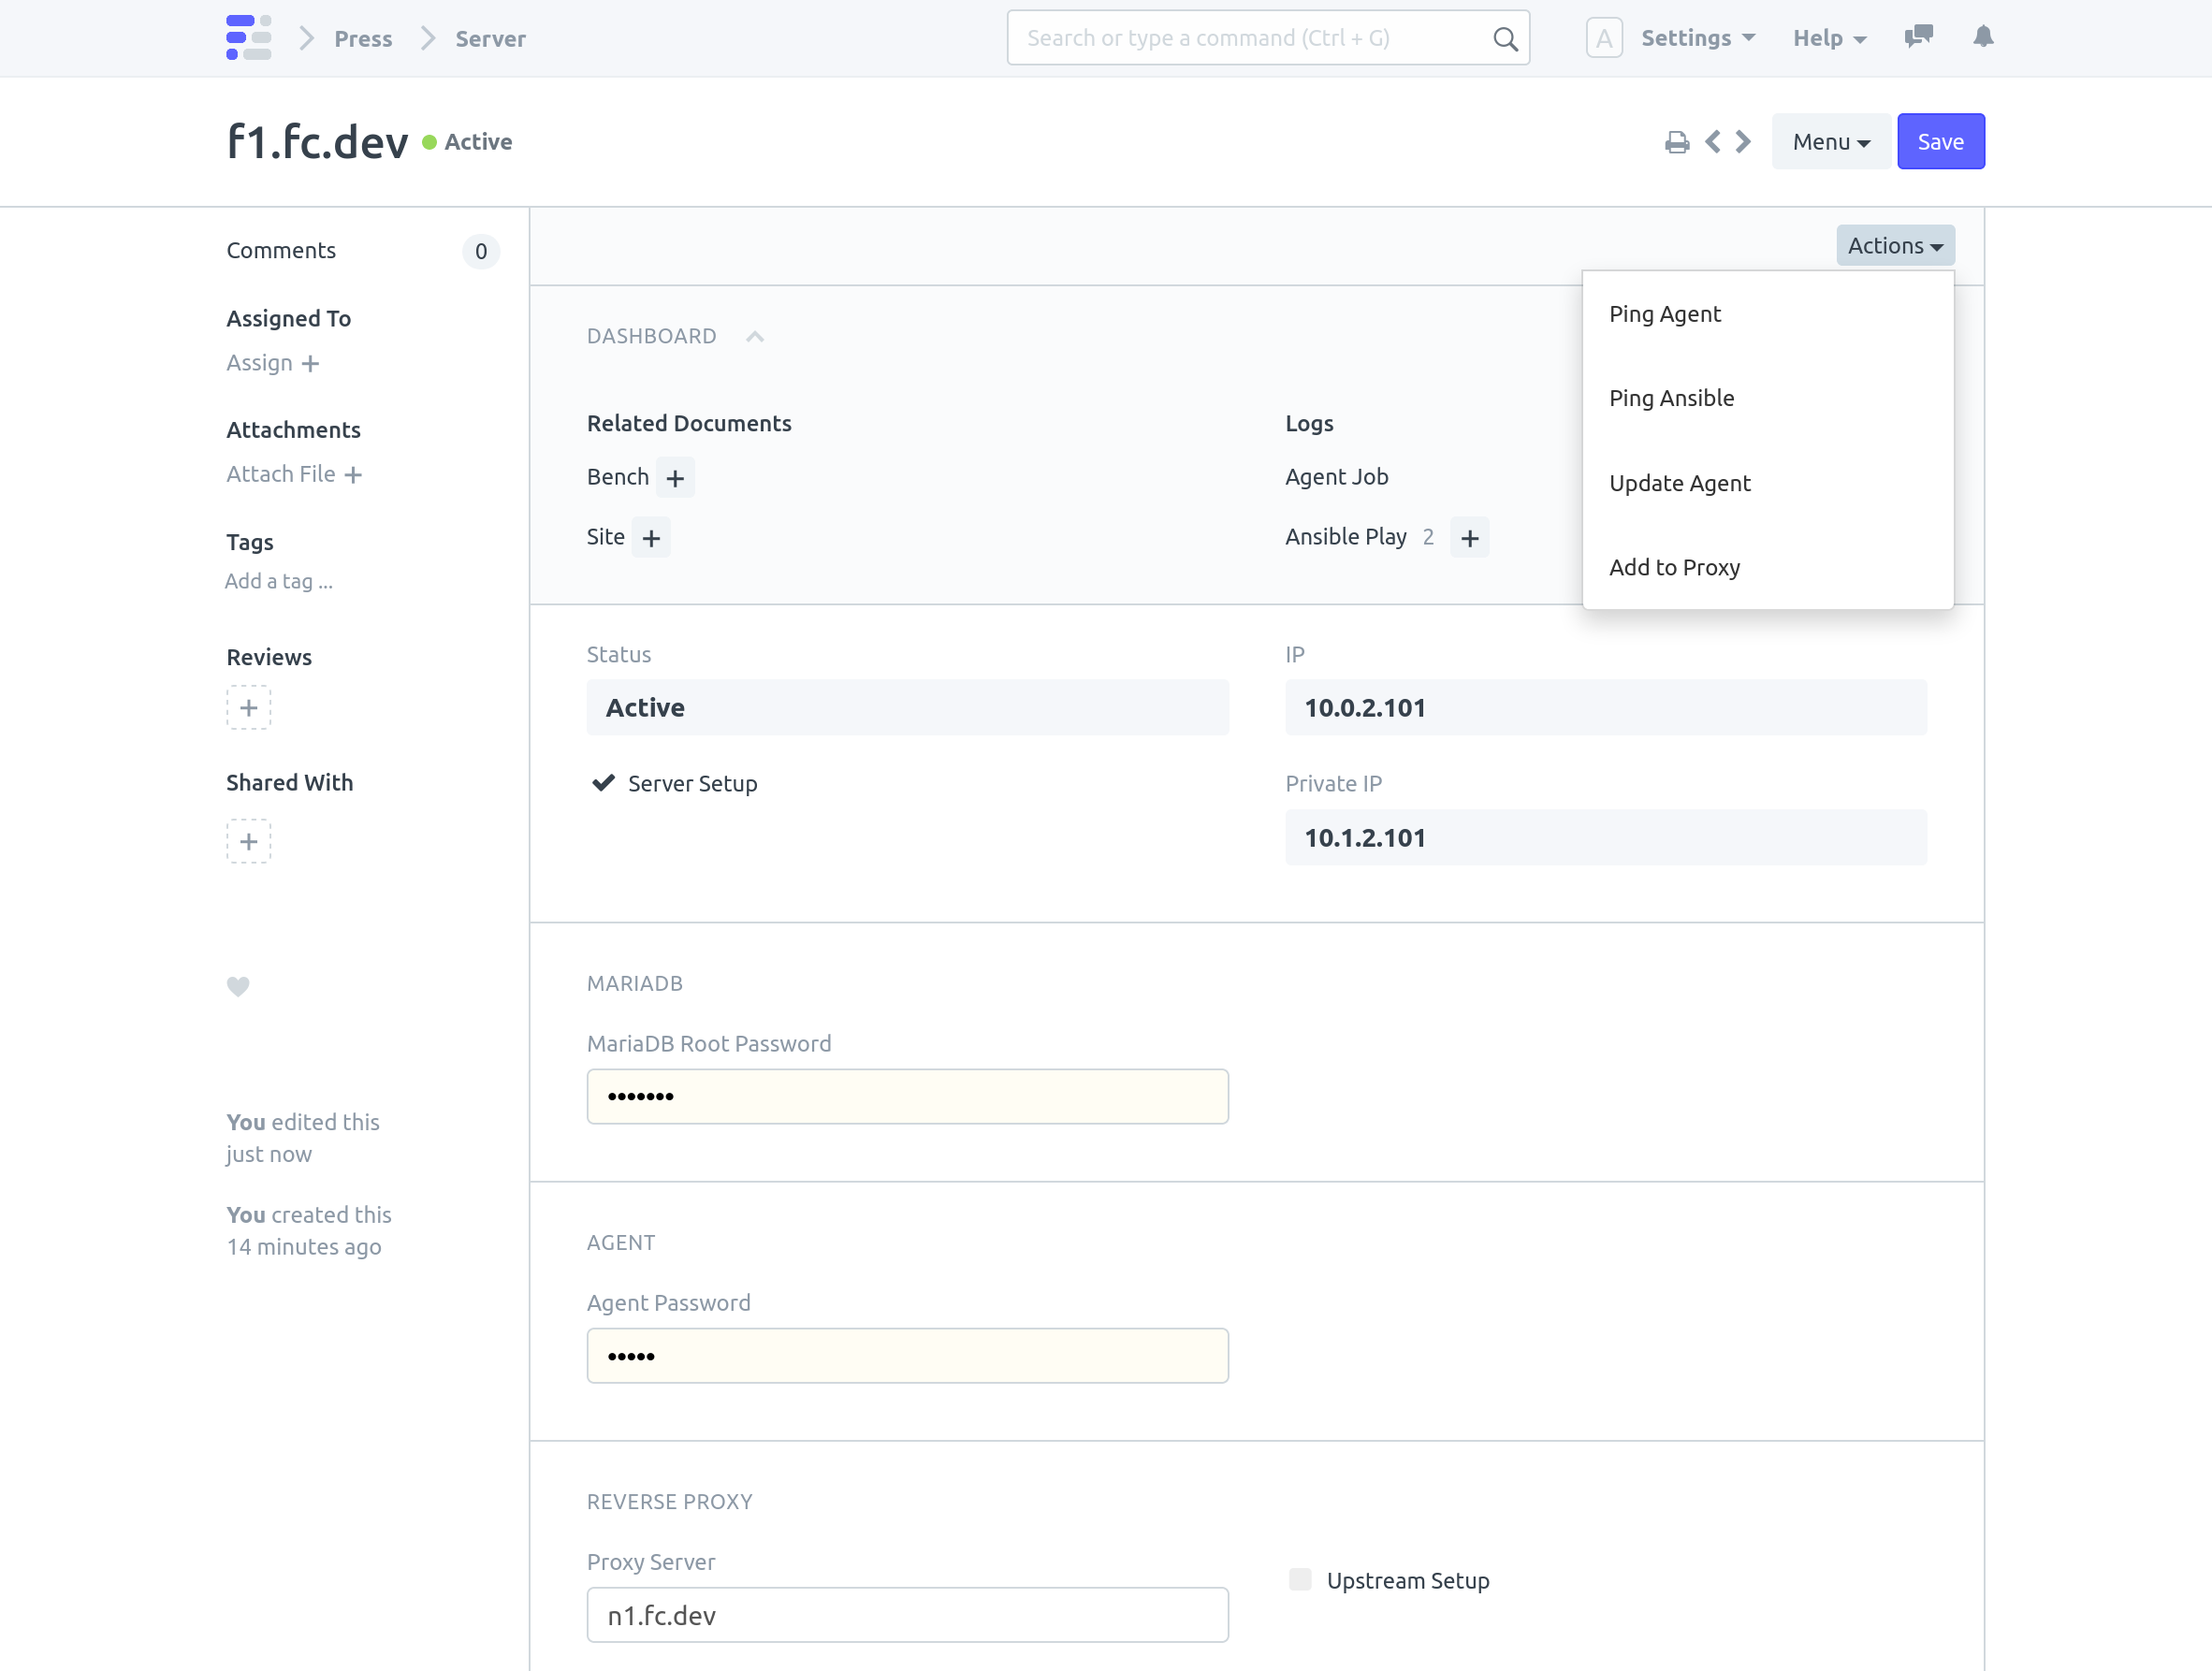 Press
Server
Search or type a command (Ctrl + G)
A
Settings
Help
f1.fc.dev
Active
Menu
Save
Comments
0
Assigned To
Assign +
Attachments
Attach File +
Tags
Add a tag ...
Reviews
+
Shared With
+
You edited this
just now
You created this
14 minutes ago
Actions
Ping Agent
Ping Ansible
Update Agent
Add to Proxy
DASHBOARD
Related Documents
Bench +
Site +
Logs
Agent Job
Ansible Play 2 +
Status
Active
Server Setup
IP
10.0.2.101
Private IP
10.1.2.101
MARIADB
MariaDB Root Password
•••••••
AGENT
Agent Password
•••••
REVERSE PROXY
Proxy Server
n1.fc.dev
Upstream Setup